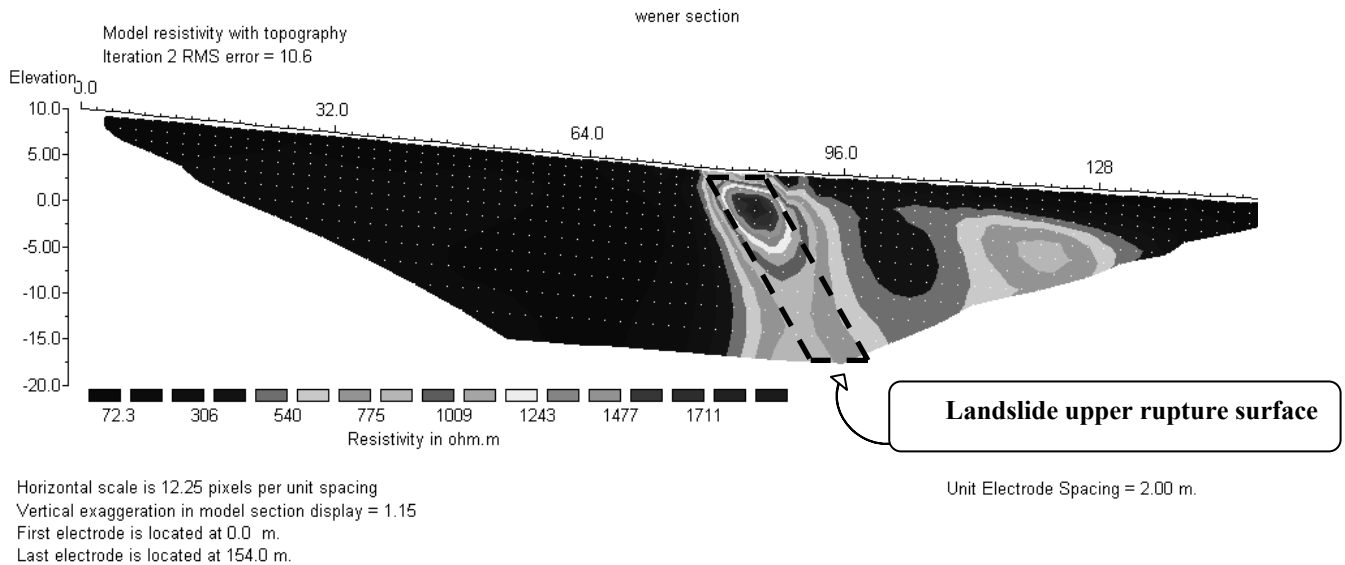 wener section
Model resistivity with topography
Iteration 2 RMS error = 10.6
Elevation
0.0
32.0
64.0
96.0
128
10.0
5.00
0.0
-5.00
-10.0
-15.0
-20.0
72.3 306 540 775 1009 1243 1477 1711
Resistivity in ohm.m
Landslide upper rupture surface
Horizontal scale is 12.25 pixels per unit spacing
Vertical exaggeration in model section display = 1.15
First electrode is located at 0.0 m.
Last electrode is located at 154.0 m.
Unit Electrode Spacing = 2.00 m.